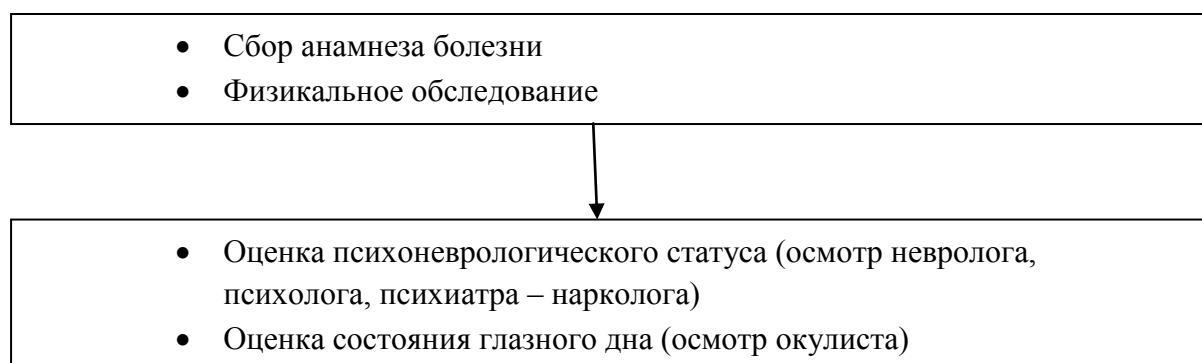 • Сбор анамнеза болезни
• Физикальное обследование
• Оценка психоневрологического статуса (осмотр невролога,
психолога, психиатра – нарколога)
• Оценка состояния глазного дна (осмотр окулиста)